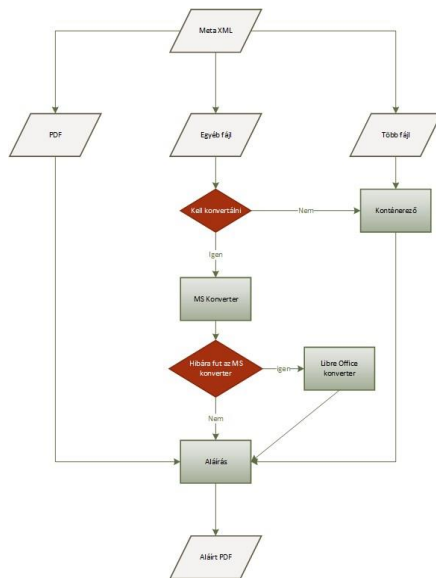 Meta XML
PDF
Egyéb fájl
Több fájl
Kell konvertálni
Nem
Konténerező
Igen
MS Konverter
Hibára fut az MS
konverter
igen
Libre Office
konverter
Nem
Aláírás
Aláírt PDF